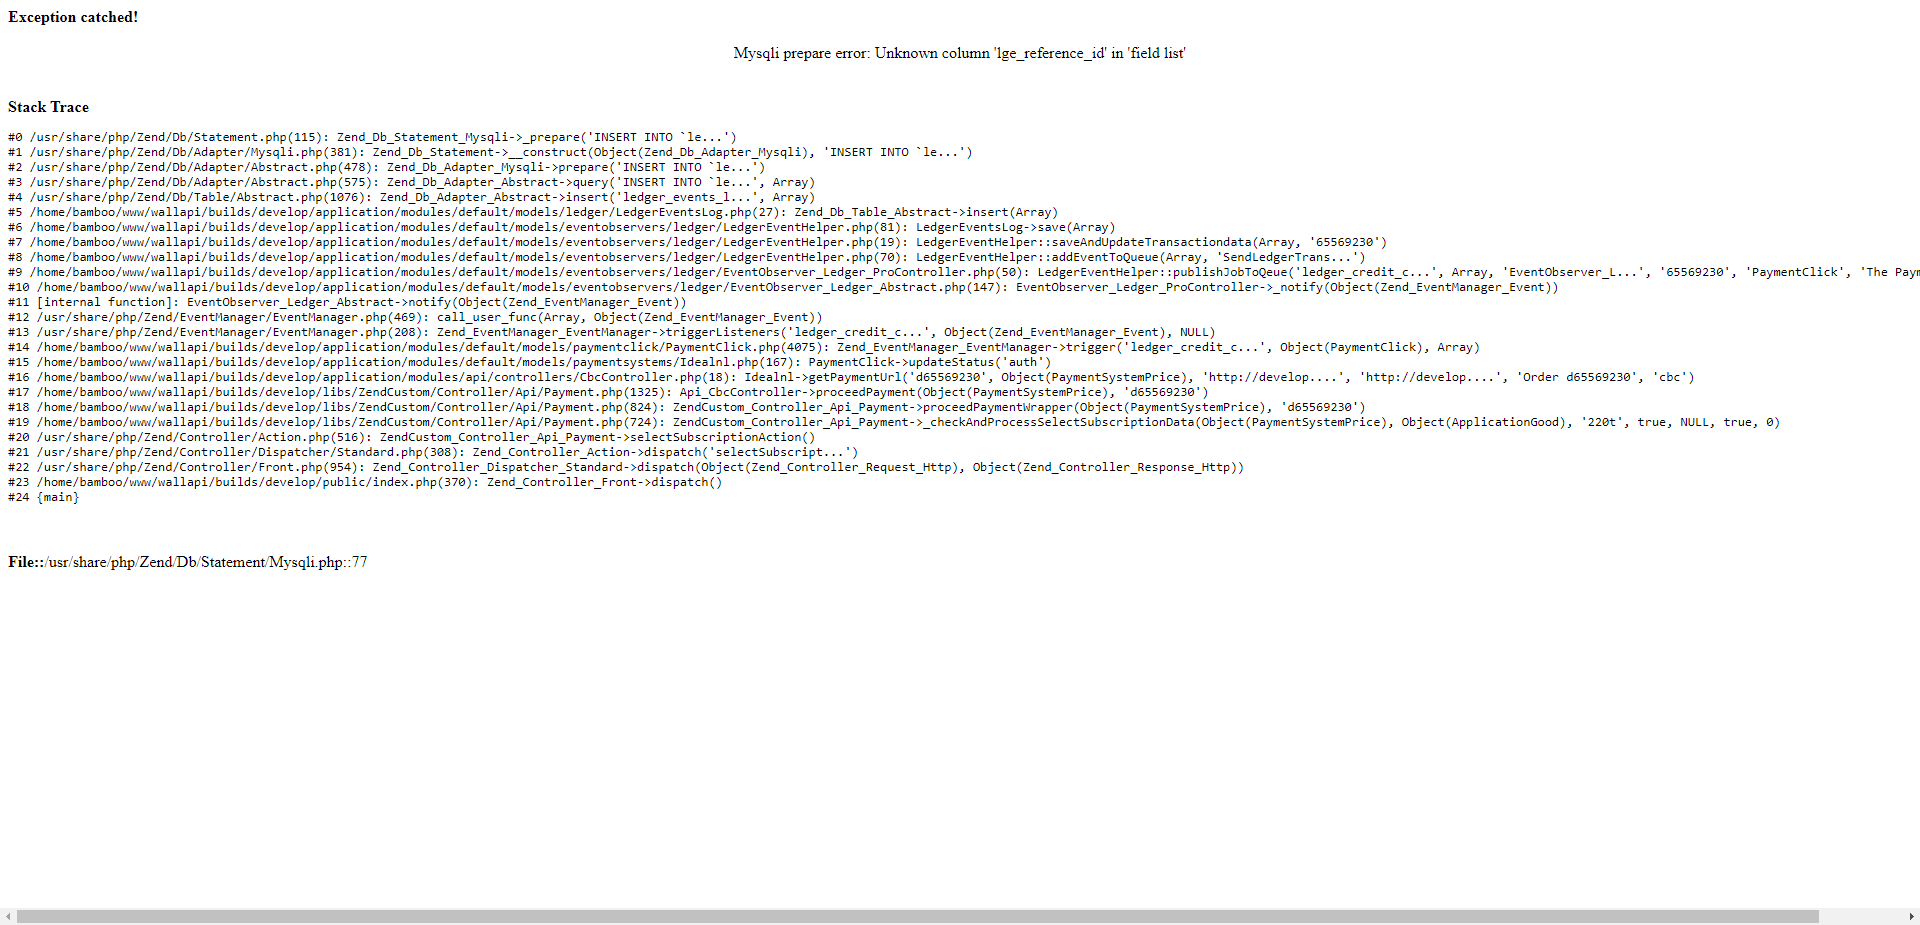 Exception catched!
Mysqli prepare error: Unknown column 'lge_reference_id' in 'field list'
Stack Trace
#0 /usr/share/php/Zend/Db/Statement.php(115): Zend_Db_Statement_Mysqli->_prepare('INSERT INTO `le...')
#1 /usr/share/php/Zend/Db/Adapter/Mysqli.php(381): Zend_Db_Statement->__construct(Object(Zend_Db_Adapter_Mysqli), 'INSERT INTO `le...')
#2 /usr/share/php/Zend/Db/Adapter/Abstract.php(478): Zend_Db_Adapter_Mysqli->prepare('INSERT INTO `le...')
#3 /usr/share/php/Zend/Db/Adapter/Abstract.php(575): Zend_Db_Adapter_Abstract->query('INSERT INTO `le...', Array)
#4 /usr/share/php/Zend/Db/Table/Abstract.php(1076): Zend_Db_Adapter_Abstract->insert('ledger_events_l...', Array)
#5 /home/bamboo/www/wallapi/builds/develop/application/modules/default/models/ledger/LedgerEventsLog.php(27): Zend_Db_Table_Abstract->insert(Array)
#6 /home/bamboo/www/wallapi/builds/develop/application/modules/default/models/eventobservers/ledger/LedgerEventHelper.php(81): LedgerEventsLog->save(Array)
#7 /home/bamboo/www/wallapi/builds/develop/application/modules/default/models/eventobservers/ledger/LedgerEventHelper.php(19): LedgerEventHelper::saveAndUpdateTransactiondata(Array, '65569230')
#8 /home/bamboo/www/wallapi/builds/develop/application/modules/default/models/eventobservers/ledger/LedgerEventHelper.php(70): LedgerEventHelper::addEventToQueue(Array, 'SendLedgerTrans...')
#9 /home/bamboo/www/wallapi/builds/develop/application/modules/default/models/eventobservers/ledger/EventObserver_Ledger_ProController.php(50): LedgerEventHelper::publishJobToQeue('ledger_credit_c...', Array, 'EventObserver_L...', '65569230', 'PaymentClick', 'The Paym
#10 /home/bamboo/www/wallapi/builds/develop/application/modules/default/models/eventobservers/ledger/EventObserver_Ledger_Abstract.php(147): EventObserver_Ledger_ProController->_notify(Object(Zend_EventManager_Event))
#11 [internal function]: EventObserver_Ledger_Abstract->notify(Object(Zend_EventManager_Event))
#12 /usr/share/php/Zend/EventManager/EventManager.php(469): call_user_func(Array, Object(Zend_EventManager_Event))
#13 /usr/share/php/Zend/EventManager/EventManager.php(208): Zend_EventManager_EventManager->triggerListeners('ledger_credit_c...', Object(Zend_EventManager_Event), NULL)
#14 /home/bamboo/www/wallapi/builds/develop/application/modules/default/models/paymentclick/PaymentClick.php(4075): Zend_EventManager_EventManager->trigger('ledger_credit_c...', Object(PaymentClick), Array)
#15 /home/bamboo/www/wallapi/builds/develop/application/modules/default/models/paymentsystems/Idealnl.php(167): PaymentClick->updateStatus('auth')
#16 /home/bamboo/www/wallapi/builds/develop/application/modules/api/controllers/CbcController.php(18): Idealnl->getPaymentUrl('d65569230', Object(PaymentSystemPrice), 'http://develop....', 'http://develop....', 'Order d65569230', 'cbc')
#17 /home/bamboo/www/wallapi/builds/develop/libs/ZendCustom/Controller/Api/Payment.php(1325): Api_CbcController->proceedPayment(Object(PaymentSystemPrice), 'd65569230')
#18 /home/bamboo/www/wallapi/builds/develop/libs/ZendCustom/Controller/Api/Payment.php(824): ZendCustom_Controller_Api_Payment->proceedPaymentWrapper(Object(PaymentSystemPrice), 'd65569230')
#19 /home/bamboo/www/wallapi/builds/develop/libs/ZendCustom/Controller/Api/Payment.php(724): ZendCustom_Controller_Api_Payment->_checkAndProcessSelectSubscriptionData(Object(PaymentSystemPrice), Object(ApplicationGood), '220t', true, NULL, true, 0)
#20 /usr/share/php/Zend/Controller/Action.php(516): ZendCustom_Controller_Api_Payment->selectSubscriptionAction()
#21 /usr/share/php/Zend/Controller/Dispatcher/Standard.php(308): Zend_Controller_Action->dispatch('selectSubscript...')
#22 /usr/share/php/Zend/Controller/Front.php(954): Zend_Controller_Dispatcher_Standard->dispatch(Object(Zend_Controller_Request_Http), Object(Zend_Controller_Response_Http))
#23 /home/bamboo/www/wallapi/builds/develop/public/index.php(370): Zend_Controller_Front->dispatch()
#24 {main}
File::/usr/share/php/Zend/Db/Statement/Mysqli.php::77